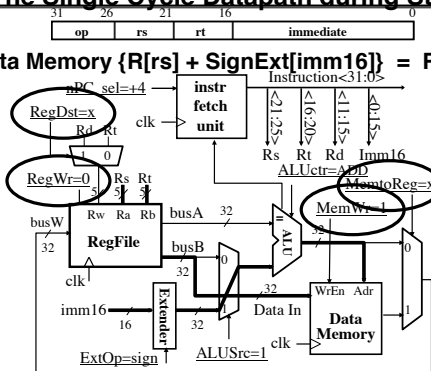 The Single Cycle Datapath during S
31 26 21 16 0
op rs rt immediate
ta Memory {R[rs] + SignExt[imm16]} = R
nPC_sel=+4
instr
fetch
unit
Instruction<31:0>
clk
<21:25>
<16:20>
<11:15>
<0:15>
Rs Rt Rd Imm16
RegDst=x
Rd Rt
1 0
ALUctr=ADD
MemtoReg=x
RegWr=0
Rs Rt
5 5 5
MemWr=1
busW
32
Rw Ra Rb
RegFile
busA
32
busB
32
=
ALU
32
0
0
clk
32
imm16
16
Extender
32
1
Data In
WrEn Adr
Data
Memory
1
clk
ExtOp=sign
ALUSrc=1